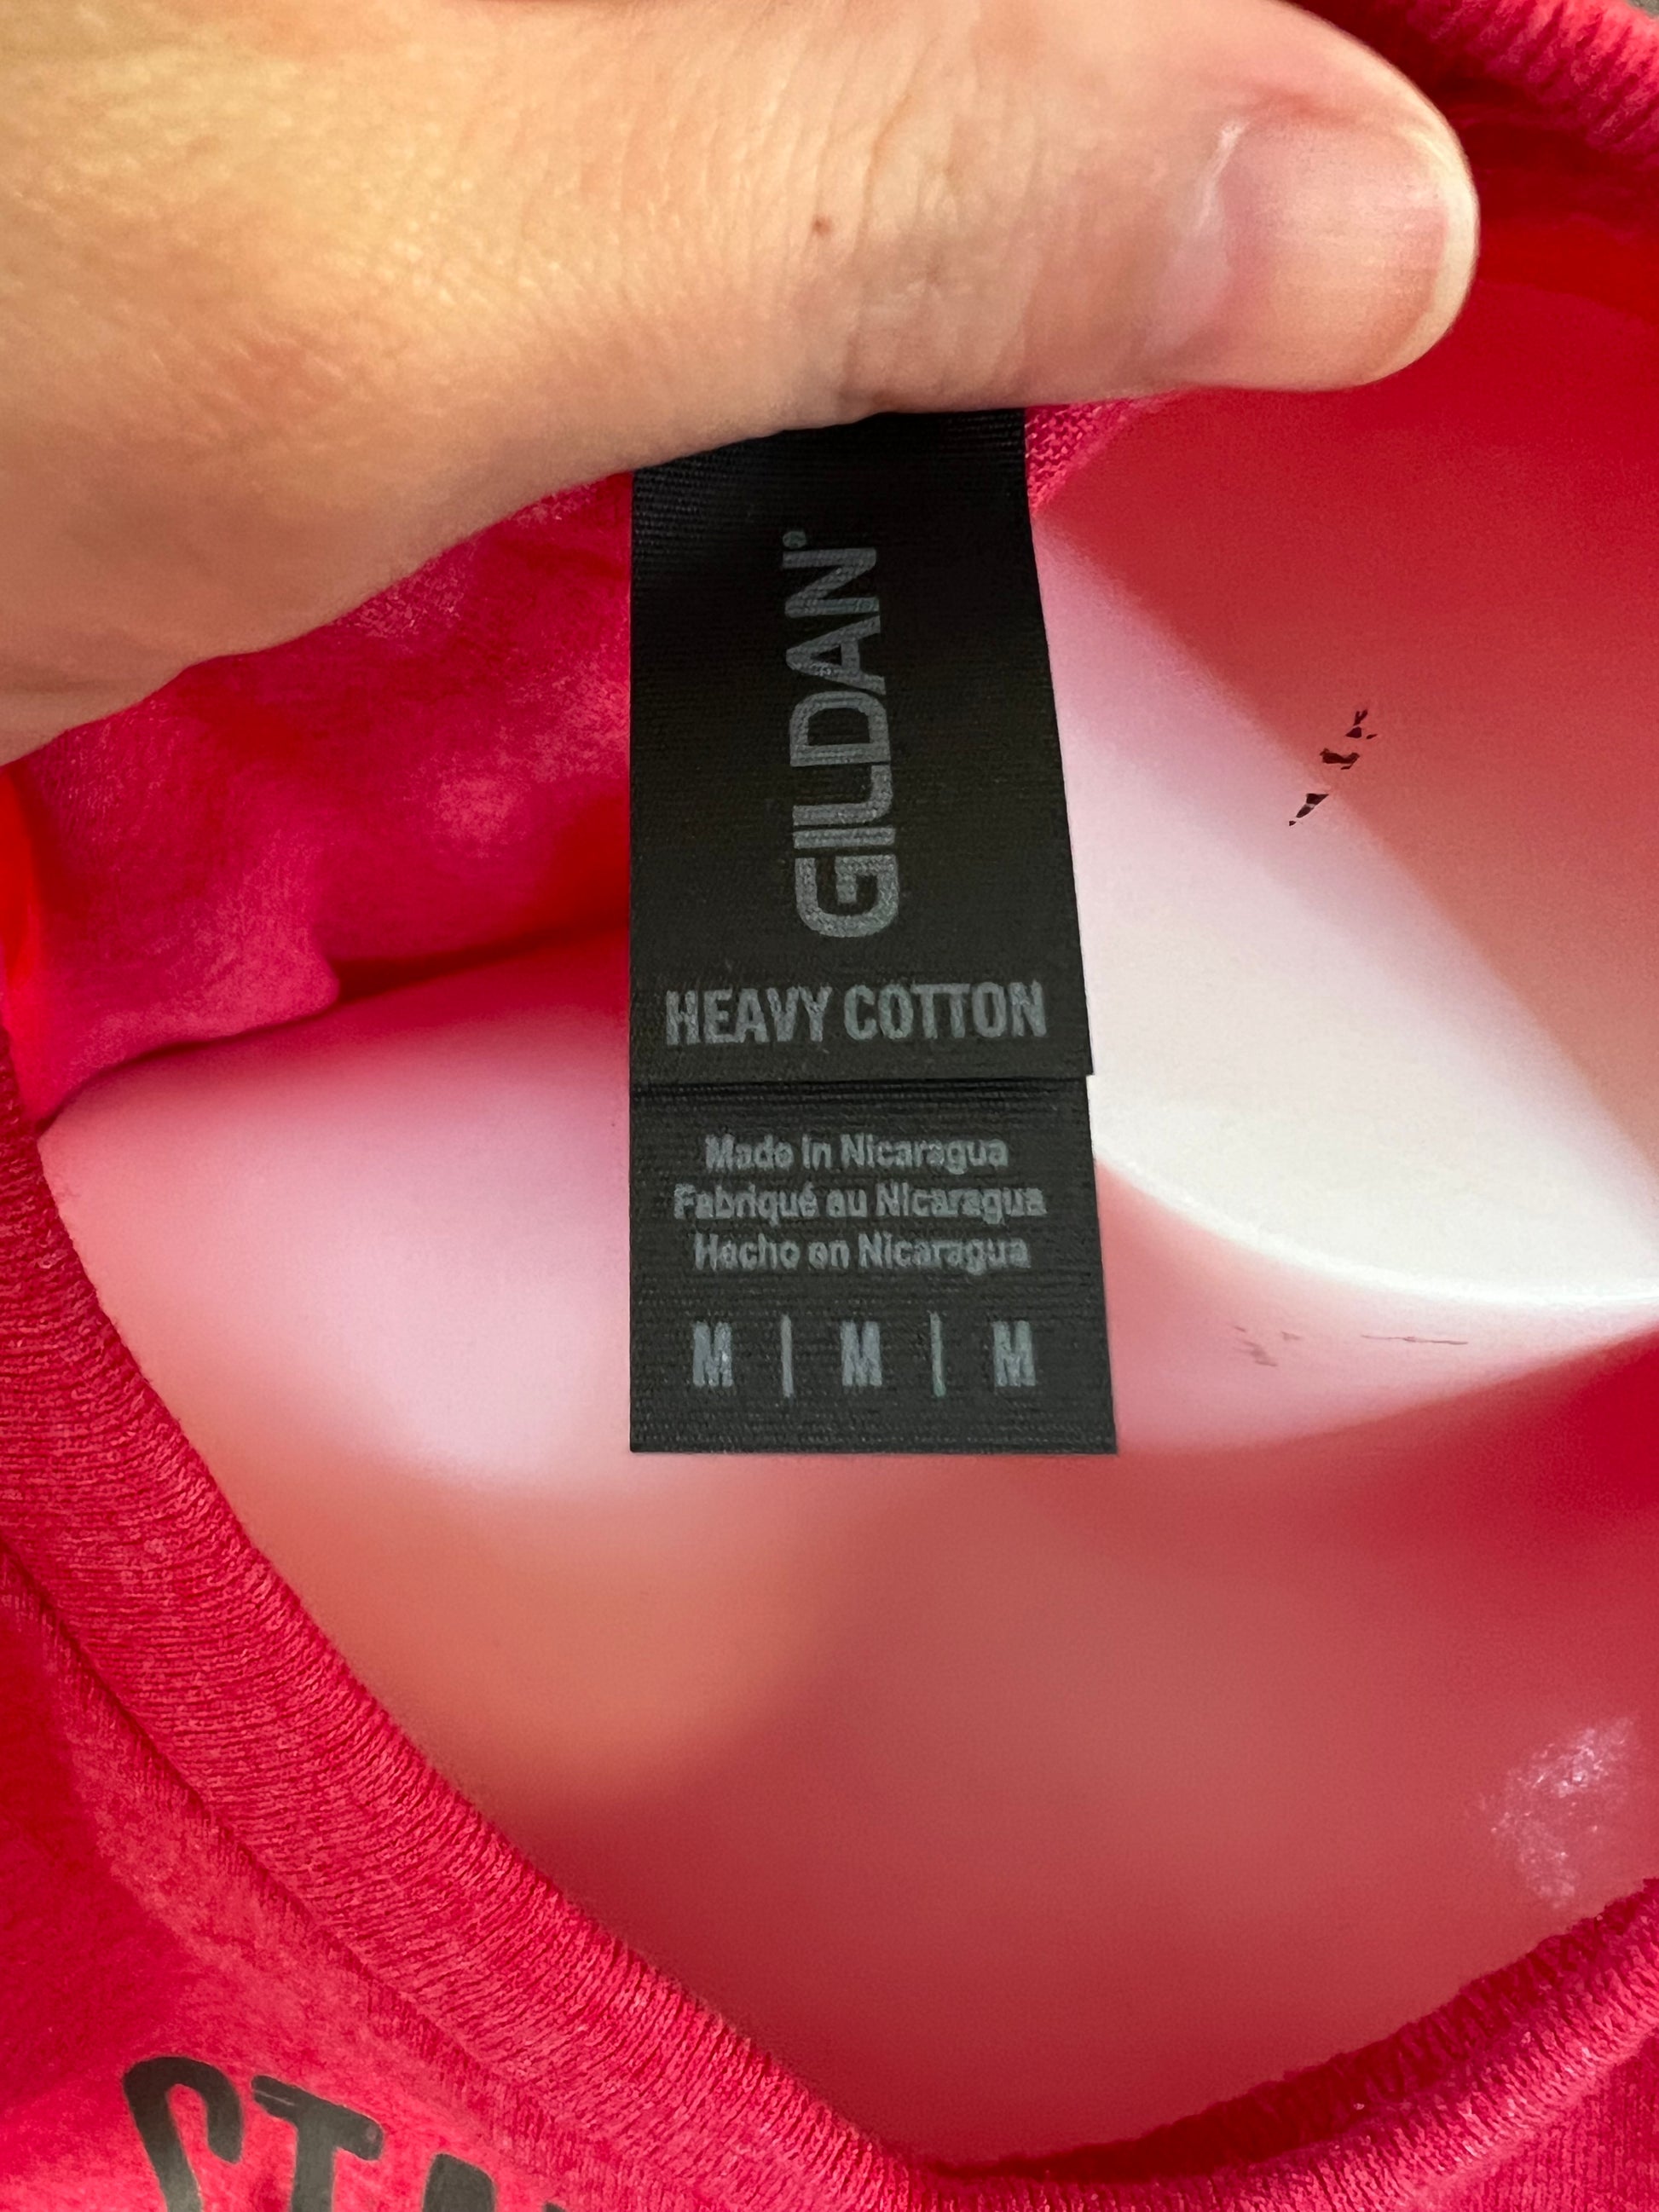 GILDAN®
HEAVY COTTON
Made in Nicaragua
Fabriqué au Nicaragua
Hecho en Nicaragua
M | M | M